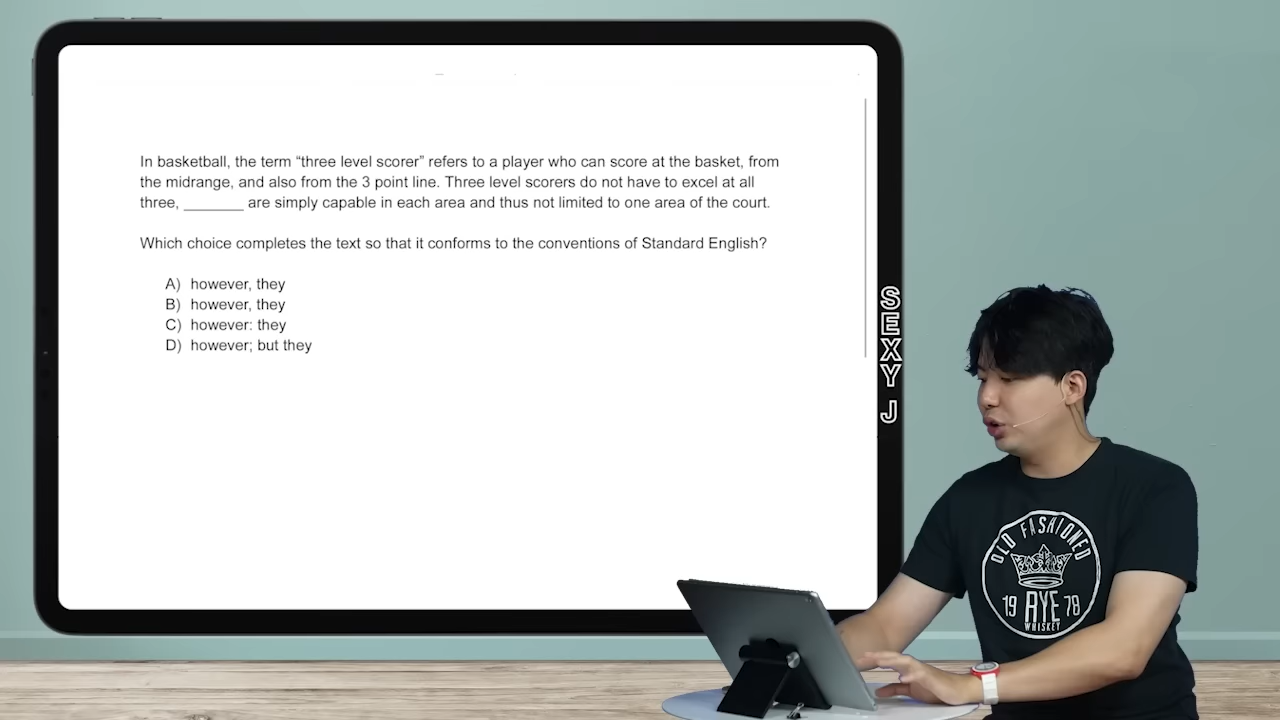 In basketball, the term “three level scorer” refers to a player who can score at the basket, from
the midrange, and also from the 3 point line. Three level scorers do not have to excel at all
three, _______ are simply capable in each area and thus not limited to one area of the court.
Which choice completes the text so that it conforms to the conventions of Standard English?
A) however, they
B) however, they
C) however: they
D) however; but they
SEXY J
OLD FASHIONED
19 RYE 78
WHISKEY